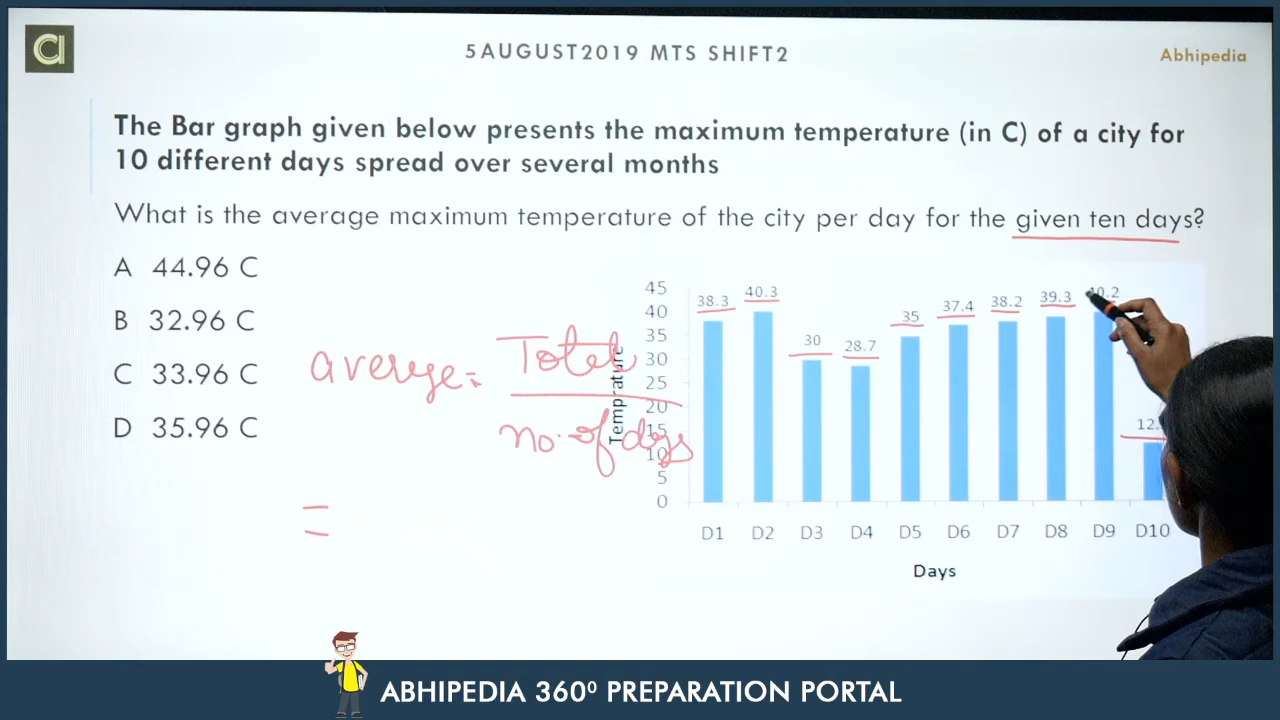 5AUGUST2019 MTS SHIFT2
Abhipedia
The Bar graph given below presents the maximum temperature (in C) of a city for
10 different days spread over several months
What is the average maximum temperature of the city per day for the given ten days?
A 44.96 C
B 32.96 C
C 33.96 C
D 35.96 C
average = Total
no. of days
=
Temprature
45
40
35
30
25
20
15
10
5
0
38.3 40.3 30 28.7 35 37.4 38.2 39.3 40.2
D1 D2 D3 D4 D5 D6 D7 D8 D9 D10
Days
ABHIPEDIA 360⁰ PREPARATION PORTAL